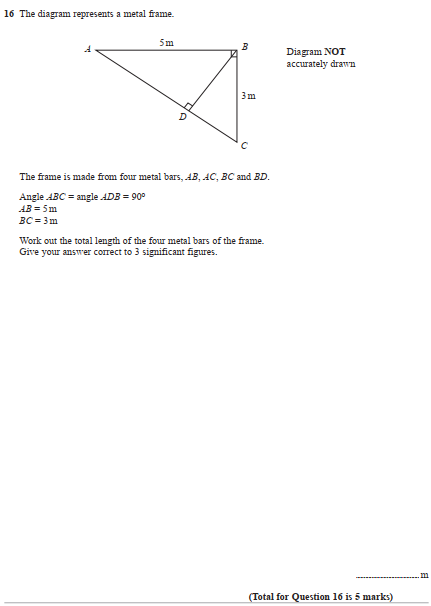 16 The diagram represents a metal frame.
A
5 m
B
Diagram NOT
accurately drawn
3 m
D
C
The frame is made from four metal bars, AB, AC, BC and BD.
Angle ABC = angle ADB = 90°
AB = 5 m
BC = 3 m
Work out the total length of the four metal bars of the frame.
Give your answer correct to 3 significant figures.
.......................... m
(Total for Question 16 is 5 marks)